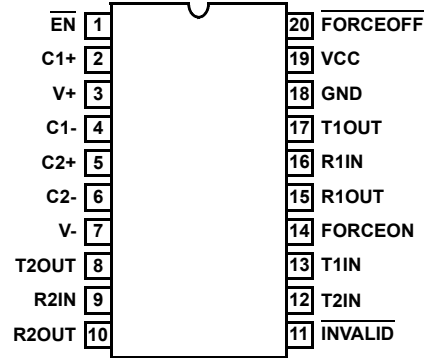 EN 1 20 FORCEOFF
C1+ 2 19 VCC
V+ 3 18 GND
C1- 4 17 T1OUT
C2+ 5 16 R1IN
C2- 6 15 R1OUT
V- 7 14 FORCEON
T2OUT 8 13 T1IN
R2IN 9 12 T2IN
R2OUT 10 11 INVALID